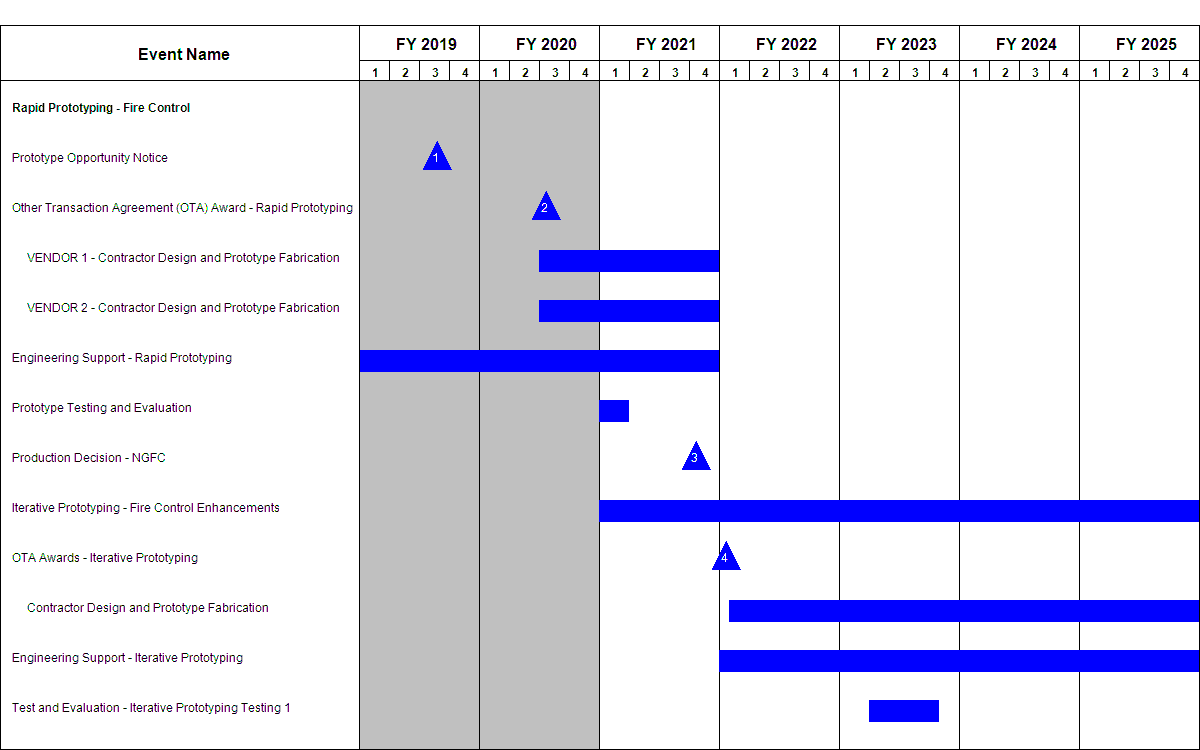 Event Name FY 2019 FY 2020 FY 2021 FY 2022 FY 2023 FY 2024 FY 2025
1 2 3 4 1 2 3 4 1 2 3 4 1 2 3 4 1 2 3 4 1 2 3 4 1 2 3 4
Rapid Prototyping - Fire Control
Prototype Opportunity Notice 1
Other Transaction Agreement (OTA) Award - Rapid Prototyping 2
VENDOR 1 - Contractor Design and Prototype Fabrication
VENDOR 2 - Contractor Design and Prototype Fabrication
Engineering Support - Rapid Prototyping
Prototype Testing and Evaluation
Production Decision - NGFC 3
Iterative Prototyping - Fire Control Enhancements
OTA Awards - Iterative Prototyping 4
Contractor Design and Prototype Fabrication
Engineering Support - Iterative Prototyping
Test and Evaluation - Iterative Prototyping Testing 1